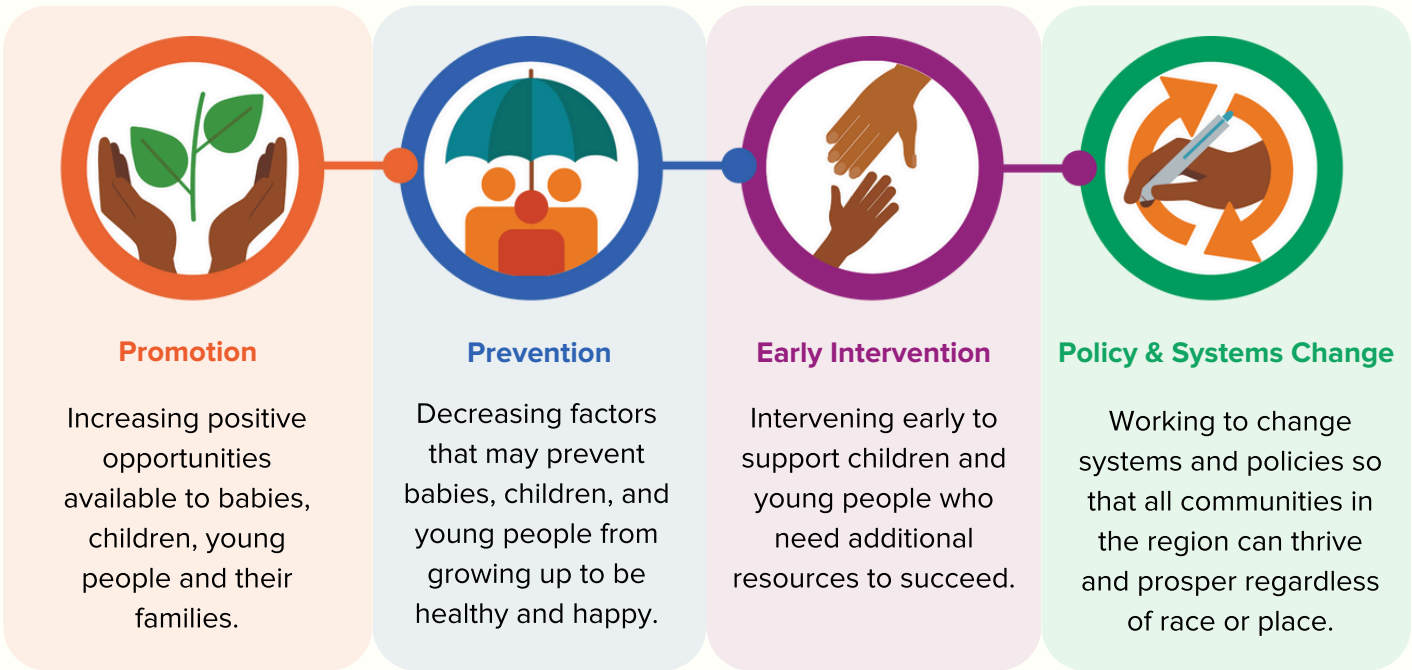 Promotion
Increasing positive
opportunities
available to babies,
children, young
people and their
families.
Prevention
Decreasing factors
that may prevent
babies, children, and
young people from
growing up to be
healthy and happy.
Early Intervention
Intervening early to
support children and
young people who
need additional
resources to succeed.
Policy & Systems Change
Working to change
systems and policies so
that all communities in
the region can thrive
and prosper regardless
of race or place.